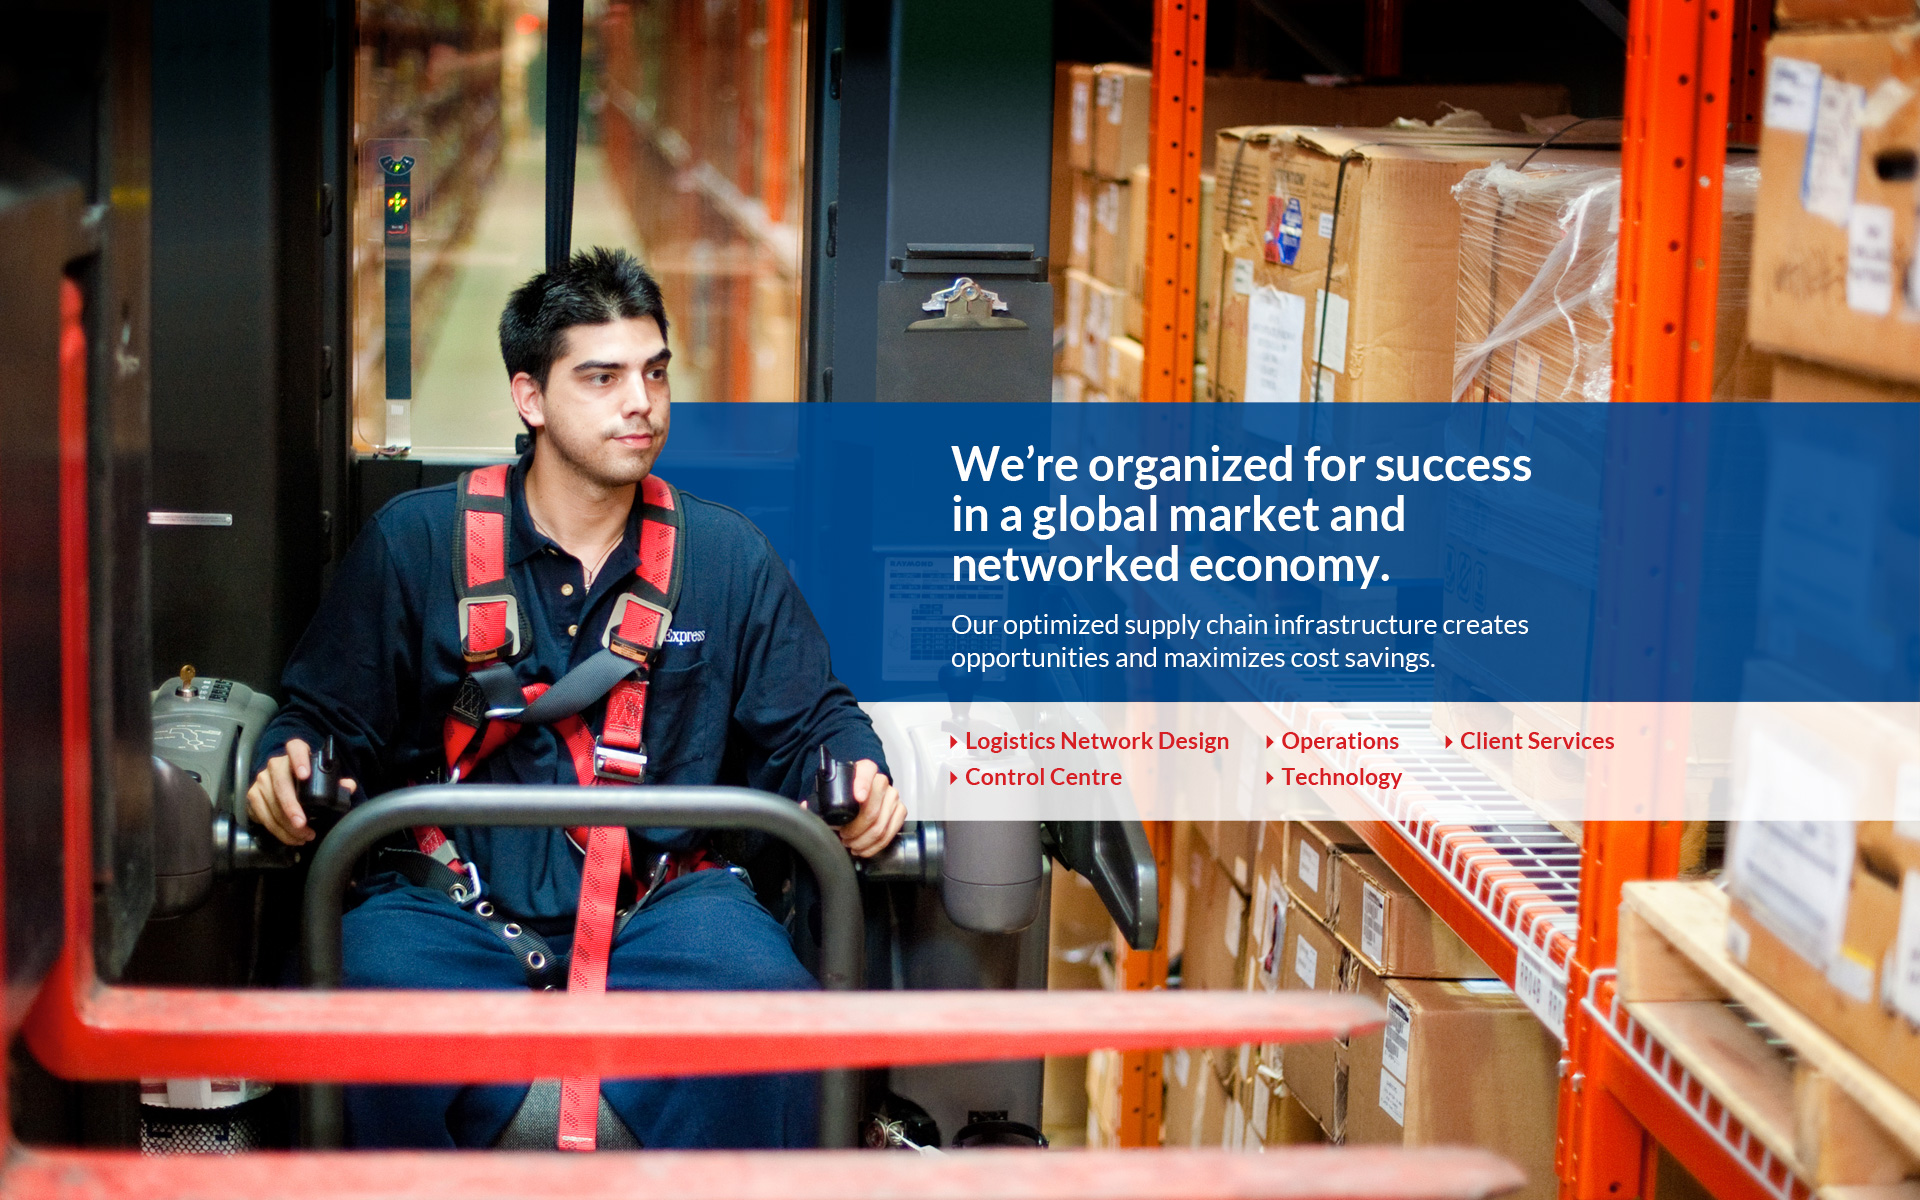 We’re organized for success
in a global market and
networked economy.
Our optimized supply chain infrastructure creates
opportunities and maximizes cost savings.
Logistics Network Design
Operations
Client Services
Control Centre
Technology
Express
RAYMOND